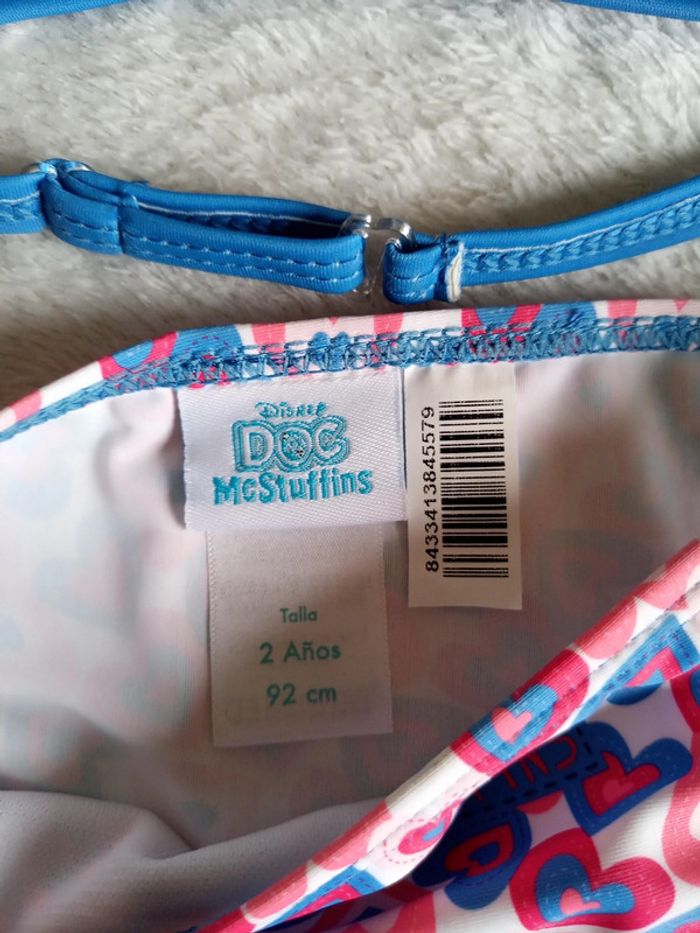 Disney
DOC
McStuffins
8433413845579
Talla
2 Años
92 cm